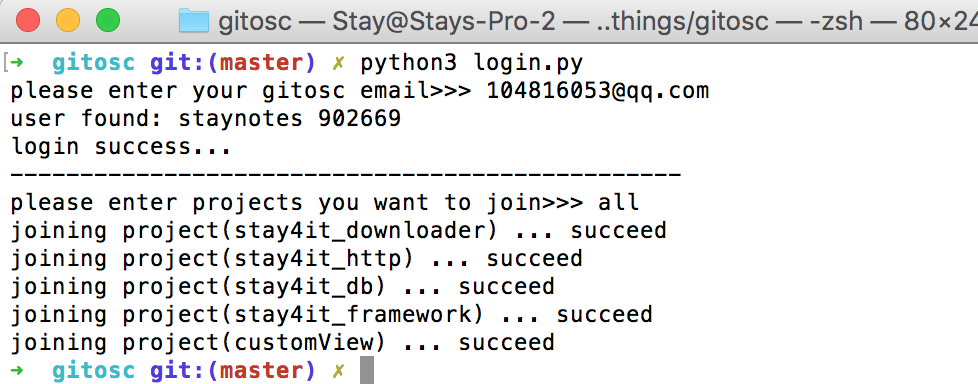 gitosc — Stay@Stays-Pro-2 — ..things/gitosc — -zsh — 80×24
[➜  gitosc git:(master) ✗ python3 login.py
please enter your gitosc email>>> 104816053@qq.com
user found: staynotes 902669
login success...
------------------------------------------------
please enter projects you want to join>>> all
joining project(stay4it_downloader) ... succeed
joining project(stay4it_http) ... succeed
joining project(stay4it_db) ... succeed
joining project(stay4it_framework) ... succeed
joining project(customView) ... succeed
➜  gitosc git:(master) ✗